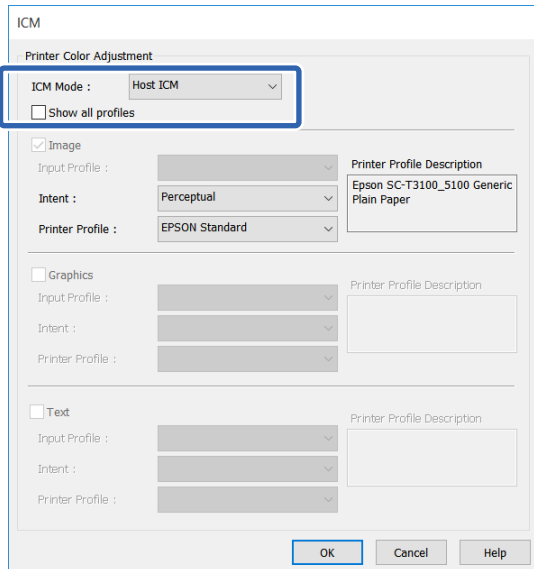 ICM
Printer Color Adjustment
ICM Mode : Host ICM
Show all profiles
Image
Input Profile : Printer Profile Description
Intent : Perceptual Epson SC-T3100_5100 Generic
Plain Paper
Printer Profile : EPSON Standard
Graphics
Input Profile : Printer Profile Description
Intent :
Printer Profile :
Text
Input Profile : Printer Profile Description
Intent :
Printer Profile :
OK Cancel Help